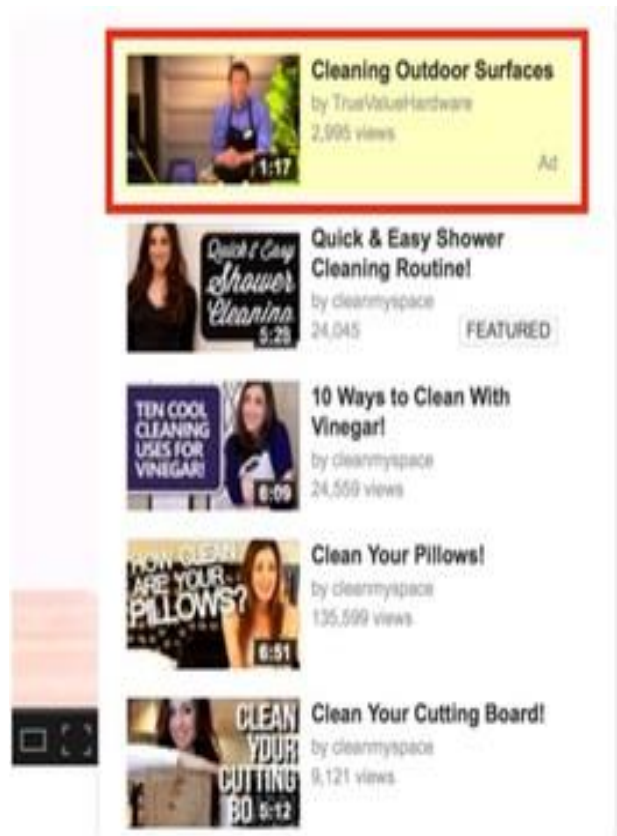 Cleaning Outdoor Surfaces
by TrueValueHardware
2,995 views
1:17
Ad
Quick & Easy
Shower
Cleaning
5:28
Quick & Easy Shower
Cleaning Routine!
by cleanmyspace
24,045
FEATURED
TEN COOL
CLEANING
USES FOR
VINEGAR!
6:09
10 Ways to Clean With
Vinegar!
by cleanmyspace
24,559 views
HOW CLEAN
ARE YOUR
PILLOWS?
6:51
Clean Your Pillows!
by cleanmyspace
135,599 views
CLEAN
YOUR
CUTTING
BO 5:12
Clean Your Cutting Board!
by cleanmyspace
9,121 views